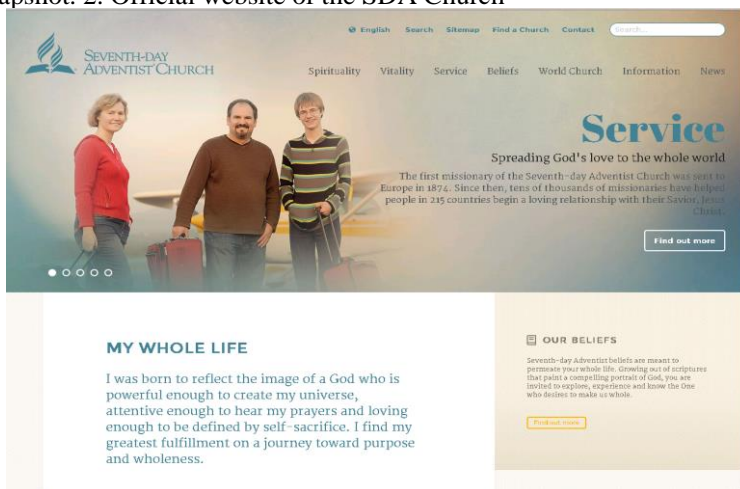 apshot: 2. Official website of the SDA Church
English Search Sitemap Find a Church Contact Search...
SEVENTH-DAY
ADVENTIST CHURCH
Spirituality Vitality Service Beliefs World Church Information News
Service
Spreading God's love to the whole world
The first missionary of the Seventh-day Adventist Church was sent to
Europe in 1874. Since then, tens of thousands of missionaries have helped
people in 215 countries begin a loving relationship with their Savior, Jesus
Christ.
Find out more
MY WHOLE LIFE
I was born to reflect the image of a God who is
powerful enough to create my universe,
attentive enough to hear my prayers and loving
enough to be defined by self-sacrifice. I find my
greatest fulfillment on a journey toward purpose
and wholeness.
OUR BELIEFS
Seventh-day Adventist beliefs are meant to
permeate your whole life. Growing out of scriptures
that paint a compelling portrait of God, you are
invited to explore, experience and know the One
who desires to make us whole.
Find out more